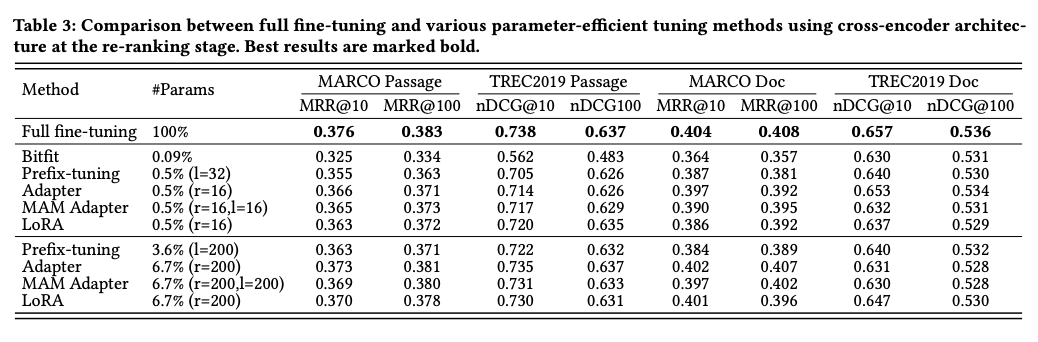 Table 3: Comparison between full fine-tuning and various parameter-efficient tuning methods using cross-encoder architec-
ture at the re-ranking stage. Best results are marked bold.
Method #Params MARCO Passage TREC2019 Passage MARCO Doc TREC2019 Doc
MRR@10 MRR@100 nDCG@10 nDCG100 MRR@10 MRR@100 nDCG@10 nDCG@100
Full fine-tuning 100% 0.376 0.383 0.738 0.637 0.404 0.408 0.657 0.536
Bitfit 0.09% 0.325 0.334 0.562 0.483 0.364 0.357 0.630 0.531
Prefix-tuning 0.5% (l=32) 0.355 0.363 0.705 0.626 0.387 0.381 0.640 0.530
Adapter 0.5% (r=16) 0.366 0.371 0.714 0.626 0.397 0.392 0.653 0.534
MAM Adapter 0.5% (r=16,l=16) 0.365 0.373 0.717 0.629 0.390 0.395 0.632 0.531
LoRA 0.5% (r=16) 0.363 0.372 0.720 0.635 0.386 0.392 0.637 0.529
Prefix-tuning 3.6% (l=200) 0.363 0.371 0.722 0.632 0.384 0.389 0.640 0.532
Adapter 6.7% (r=200) 0.373 0.381 0.735 0.637 0.402 0.407 0.631 0.528
MAM Adapter 6.7% (r=200,l=200) 0.369 0.380 0.731 0.633 0.397 0.402 0.630 0.528
LoRA 6.7% (r=200) 0.370 0.378 0.730 0.631 0.401 0.396 0.647 0.530